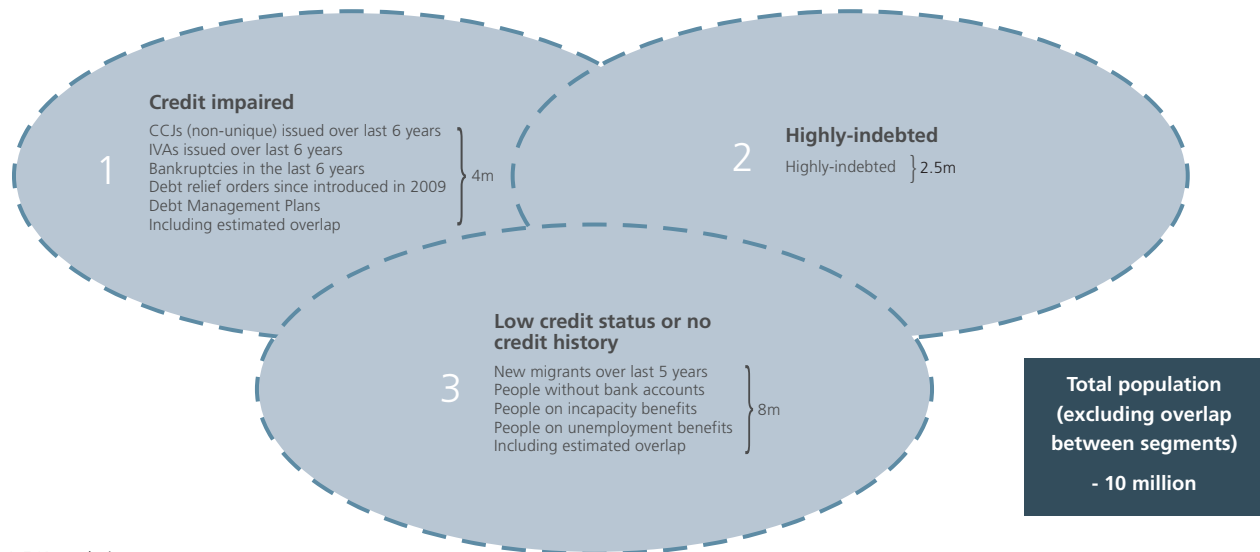 1
Credit impaired
CCJs (non-unique) issued over last 6 years
IVAs issued over last 6 years
Bankruptcies in the last 6 years
Debt relief orders since introduced in 2009
Debt Management Plans
Including estimated overlap
4m
2
Highly-indebted
Highly-indebted
2.5m
3
Low credit status or no
credit history
New migrants over last 5 years
People without bank accounts
People on incapacity benefits
People on unemployment benefits
Including estimated overlap
8m
Total population
(excluding overlap
between segments)
- 10 million